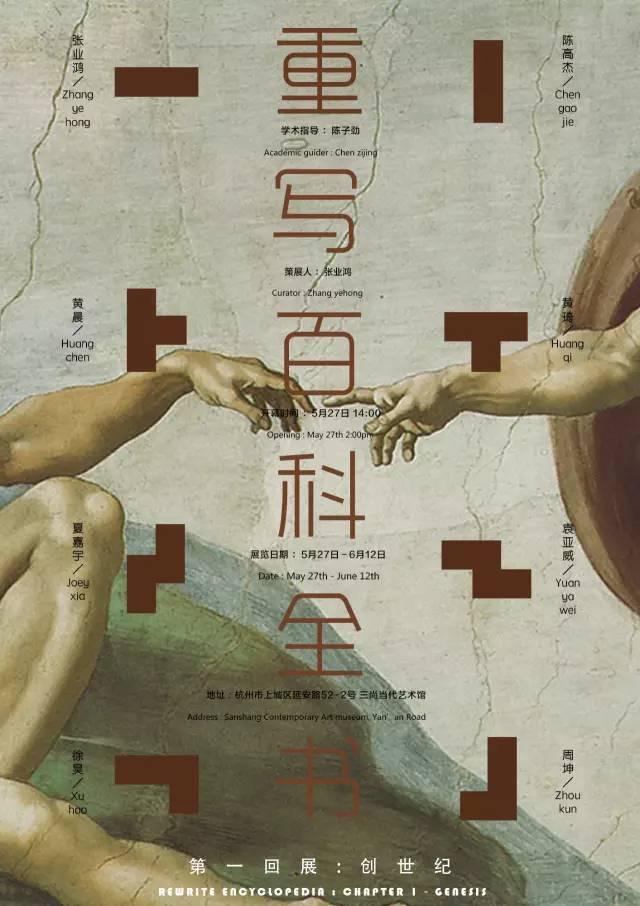 重
学术指导：陈子劲
Academic guider : Chen zijing
写
策展人：张业鸿
Curator : Zhang yehong
百
开幕时间：5月27日 14:00
Opening : May 27th 2:00pm
科
展览日期：5月27日-6月12日
Date : May 27th - June 12th
全
地址：杭州市上城区延安路52-2号 三尚当代艺术馆
Address : Sanshang Contemporary Art museum, Yan'an Road
书
张业鸿/
Zhang
ye
hong
陈高杰/
Chen
gao
jie
黄晨/
Huang
chen
黄琦/
Huang
qi
夏嘉宇/
Joey
xia
袁亚威/
Yuan
ya
wei
徐昊/
Xu
hao
周坤/
Zhou
kun
第一回展：创世纪
REWRITE ENCYCLOPEDIA : CHAPTER 1 - GENESIS